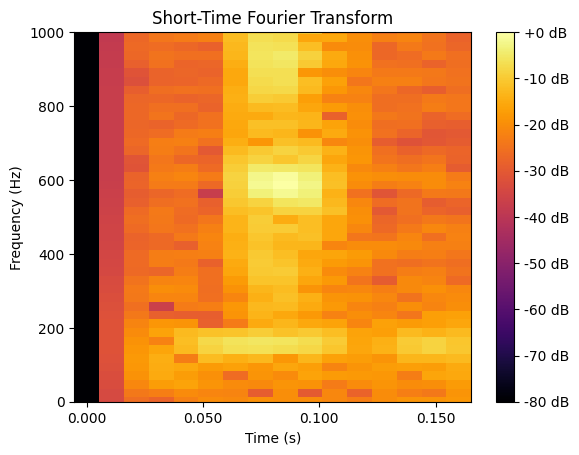 Short-Time Fourier Transform
1000
800
600
400
200
0
Frequency (Hz)
0.000
0.050
0.100
0.150
Time (s)
+0 dB
-10 dB
-20 dB
-30 dB
-40 dB
-50 dB
-60 dB
-70 dB
-80 dB